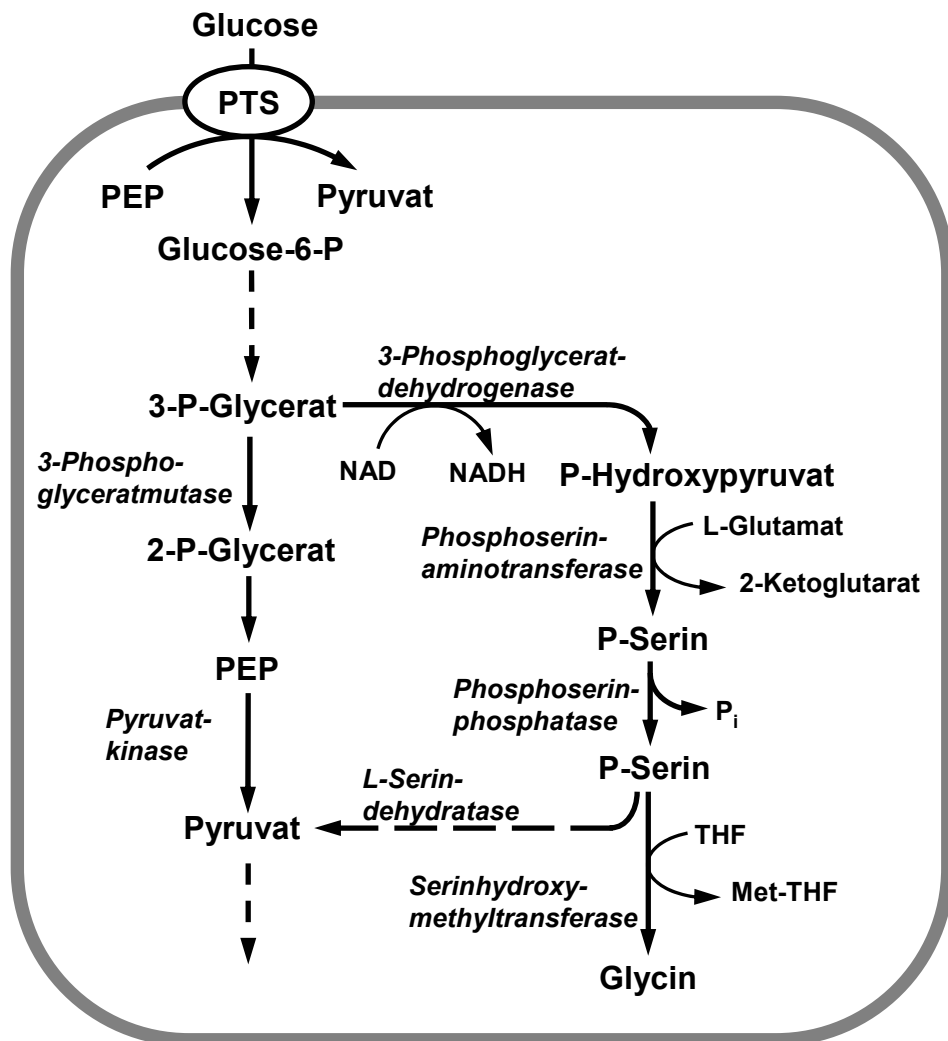 Glucose
PTS
PEP
Pyruvat
Glucose-6-P
3-Phosphoglycerat-
dehydrogenase
3-P-Glycerat
NAD
NADH
P-Hydroxypyruvat
3-Phospho-
glyceratmutase
L-Glutamat
2-P-Glycerat
Phosphoserin-
aminotransferase
2-Ketoglutarat
P-Serin
PEP
Phosphoserin-
phosphatase
Pi
Pyruvat-
kinase
P-Serin
L-Serin-
dehydratase
Pyruvat
THF
Serinhydroxy-
methyltransferase
Met-THF
Glycin